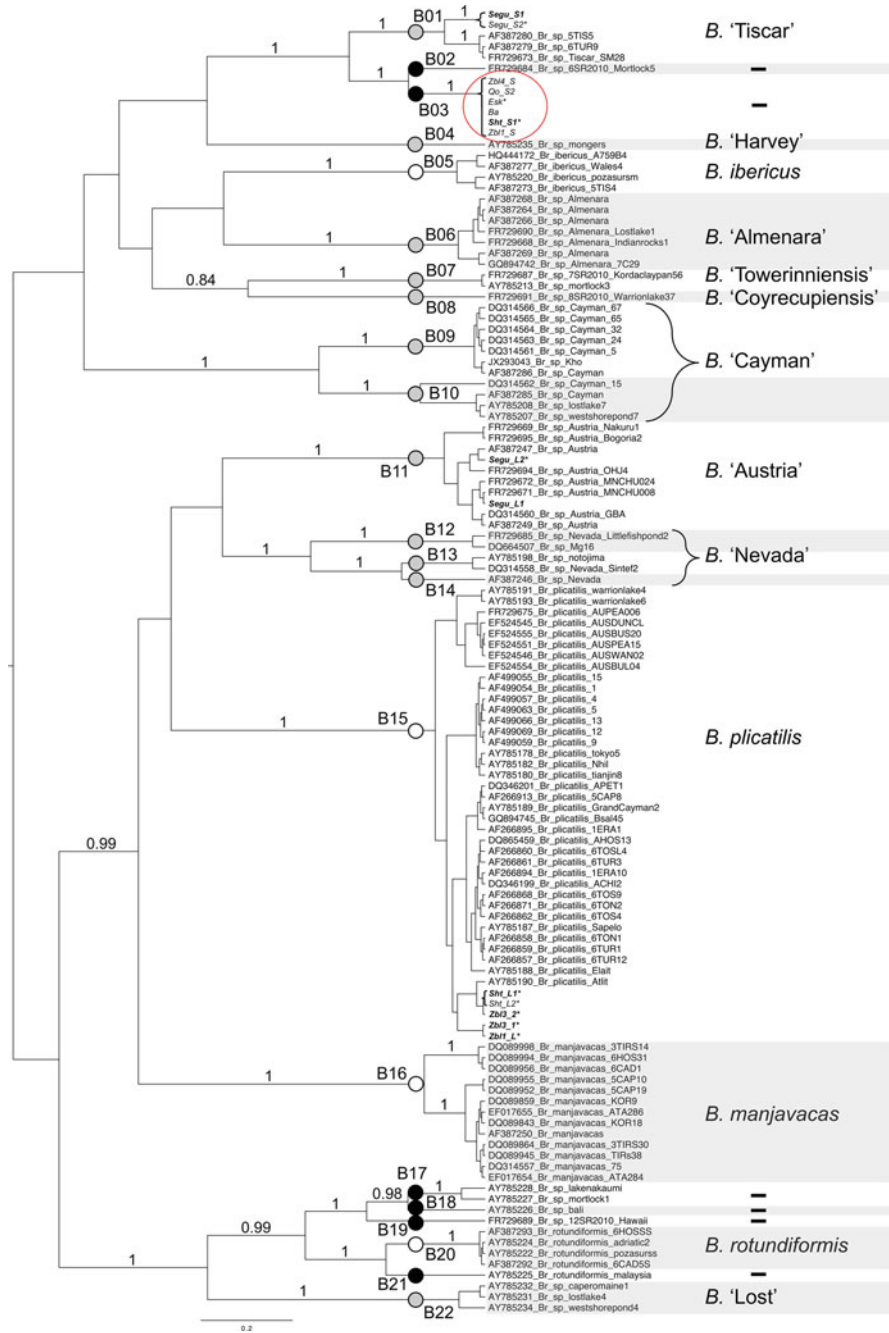 1
B01
1
Segu_S1
Segu_S2*
1
AF387280_Br_sp_5TIS5
AF387279_Br_sp_6TUR9
FR729673_Br_sp_Tiscar_SM28
B. ‘Tiscar’
1
B02
FR729684_Br_sp_6SR2010_Mortlock5
1
B03
Zbl4_S
Qo_S2
Esk*
Ba
Sht_S1*
Zbl1_S
B04
AY785235_Br_sp_mongers
B. ‘Harvey’
1
B05
HQ444172_Br_ibericus_A759B4
AF387277_Br_ibericus_Wales4
AY785220_Br_ibericus_pozasursm
AF387273_Br_ibericus_5TIS4
B. ibericus
AF387268_Br_sp_Almenara
AF387264_Br_sp_Almenara
AF387266_Br_sp_Almenara
FR729690_Br_sp_Almenara_Lostlake1
FR729668_Br_sp_Almenara_Indianrocks1
AF387269_Br_sp_Almenara
GQ894742_Br_sp_Almenara_7C29
1
B06
B. ‘Almenara’
0.84
1
B07
FR729687_Br_sp_7SR2010_Kordaclaypan56
AY785213_Br_sp_mortlock3
B. ‘Towerinniensis’
B08
FR729691_Br_sp_8SR2010_Warrionlake37
B. ‘Coyrecupiensis’
1
1
B09
DQ314566_Br_sp_Cayman_67
DQ314565_Br_sp_Cayman_65
DQ314564_Br_sp_Cayman_32
DQ314563_Br_sp_Cayman_24
DQ314561_Br_sp_Cayman_5
JX293043_Br_sp_Kho
AF387286_Br_sp_Cayman
B. ‘Cayman’
1
B10
DQ314562_Br_sp_Cayman_15
AF387285_Br_sp_Cayman
AY785208_Br_sp_lostlake7
AY785207_Br_sp_westshorepond7
1
B11
FR729669_Br_sp_Austria_Nakuru1
FR729695_Br_sp_Austria_Bogoria2
AF387247_Br_sp_Austria
Segu_L2*
FR729694_Br_sp_Austria_OHJ4
FR729672_Br_sp_Austria_MNCHU024
FR729671_Br_sp_Austria_MNCHU008
Segu_L1
DQ314560_Br_sp_Austria_GBA
AF387249_Br_sp_Austria
B. ‘Austria’
1
1
B12
FR729685_Br_sp_Nevada_Littlefishpond2
DQ664507_Br_sp_Mg16
1
B13
AY785198_Br_sp_notojima
DQ314558_Br_sp_Nevada_Sintef2
B14
AF387246_Br_sp_Nevada
B. ‘Nevada’
0.99
1
B15
AY785191_Br_plicatilis_warrionlake4
AY785193_Br_plicatilis_warrionlake6
FR729675_Br_plicatilis_AUPEA006
EF524545_Br_plicatilis_AUSDUNCL
EF524555_Br_plicatilis_AUSBUS20
EF524551_Br_plicatilis_AUSPEA15
EF524546_Br_plicatilis_AUSWAN02
EF524554_Br_plicatilis_AUSBUL04
AF499055_Br_plicatilis_15
AF499054_Br_plicatilis_1
AF499057_Br_plicatilis_4
AF499063_Br_plicatilis_5
AF499066_Br_plicatilis_13
AF499069_Br_plicatilis_12
AF499059_Br_plicatilis_9
AY785178_Br_plicatilis_tokyo5
AY785182_Br_plicatilis_Nhil
AY785180_Br_plicatilis_tianjin8
DQ346201_Br_plicatilis_APET1
AF266913_Br_plicatilis_5CAP8
AY785189_Br_plicatilis_GrandCayman2
GQ894745_Br_plicatilis_Bsal45
AF266895_Br_plicatilis_1ERA1
DQ865459_Br_plicatilis_AHOS13
AF266860_Br_plicatilis_6TOSL4
AF266861_Br_plicatilis_6TUR3
AF266894_Br_plicatilis_1ERA10
DQ346199_Br_plicatilis_ACHI2
AF266868_Br_plicatilis_6TOS9
AF266871_Br_plicatilis_6TON2
AF266862_Br_plicatilis_6TOS4
AY785187_Br_plicatilis_Sapelo
AF266858_Br_plicatilis_6TON1
AF266859_Br_plicatilis_6TUR1
AF266857_Br_plicatilis_6TUR12
AY785188_Br_plicatilis_Elait
AY785190_Br_plicatilis_Atlit
Sht_L1*
Sht_L2*
Zbl3_2*
Zbl3_1*
Zbl1_L*
B. plicatilis
1
B16
1
DQ089998_Br_manjavacas_3TIRS14
DQ089994_Br_manjavacas_6HOS31
DQ089956_Br_manjavacas_6CAD1
1
DQ089955_Br_manjavacas_5CAP10
DQ089952_Br_manjavacas_5CAP19
DQ089859_Br_manjavacas_KOR9
EF017655_Br_manjavacas_ATA286
DQ089843_Br_manjavacas_KOR18
AF387250_Br_manjavacas
DQ089864_Br_manjavacas_3TIRS30
DQ089945_Br_manjavacas_TIRs38
DQ314557_Br_manjavacas_75
EF017654_Br_manjavacas_ATA284
B. manjavacas
1
0.99
1
0.98
B17
1
AY785228_Br_sp_lakenakaumi
AY785227_Br_sp_mortlock1
B18
AY785226_Br_sp_bali
B19
FR729689_Br_sp_12SR2010_Hawaii
1
B20
AF387293_Br_rotundiformis_6HOSSS
AY785224_Br_rotundiformis_adriatic2
AY785222_Br_rotundiformis_pozasurss
AF387292_Br_rotundiformis_6CAD5S
B. rotundiformis
B21
AY785225_Br_rotundiformis_malaysia
1
B22
AY785232_Br_sp_caperomaine1
AY785231_Br_sp_lostlake4
AY785234_Br_sp_westshorepond4
B. ‘Lost’
0.2